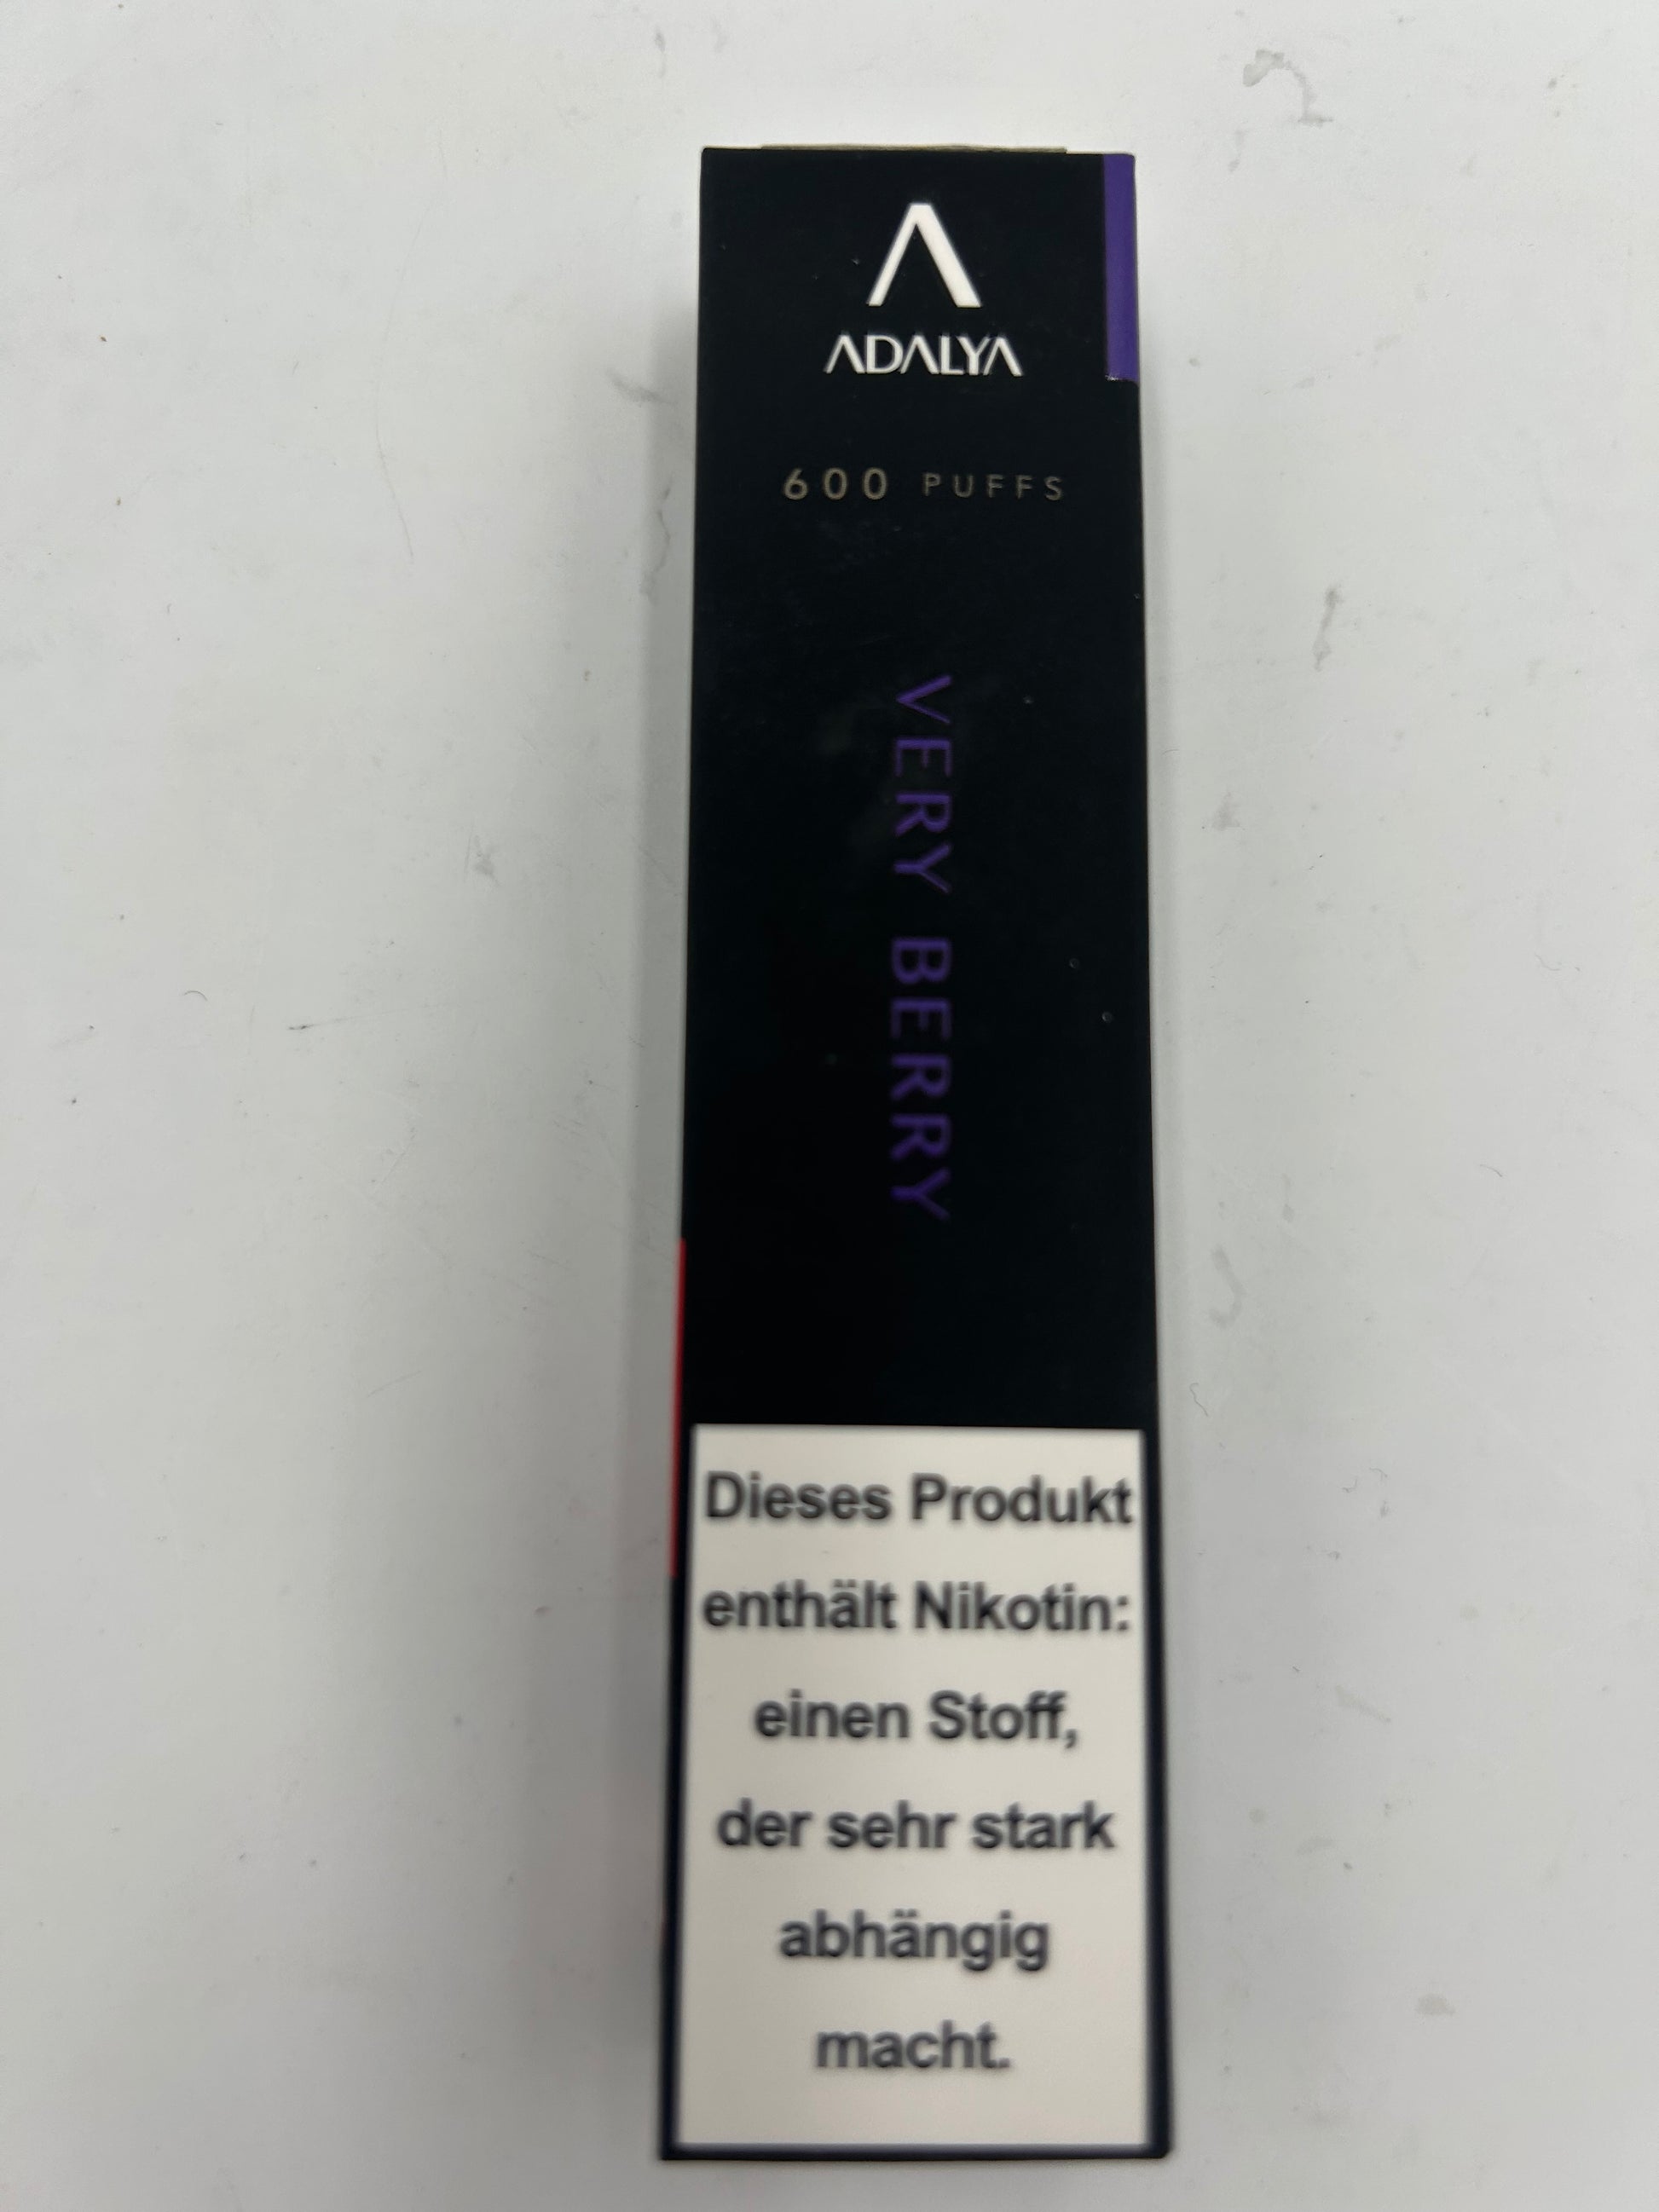 ADALYA
600 PUFFS
VERY BERRY
Dieses Produkt
enthält Nikotin:
einen Stoff,
der sehr stark
abhängig
macht.